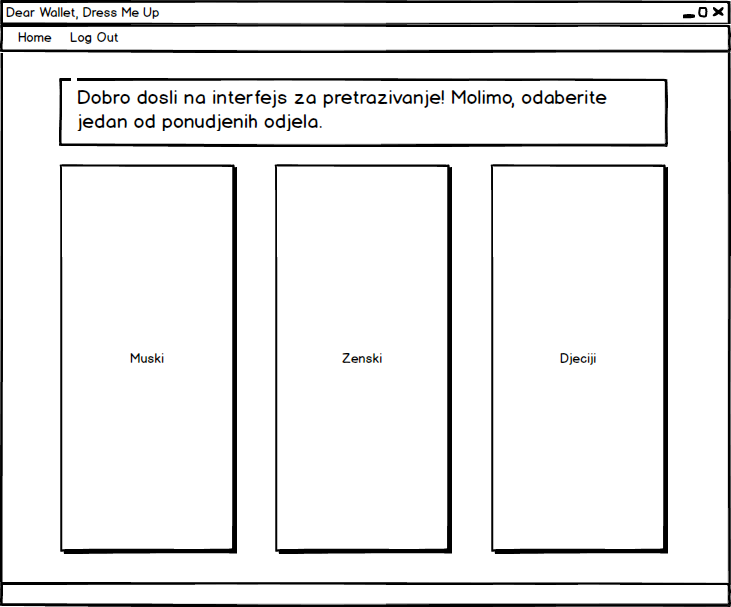 Dear Wallet, Dress Me Up
Home Log Out
Dobro dosli na interfejs za pretrazivanje! Molimo, odaberite
jedan od ponudjenih odjela.
Muski Zenski Djeciji